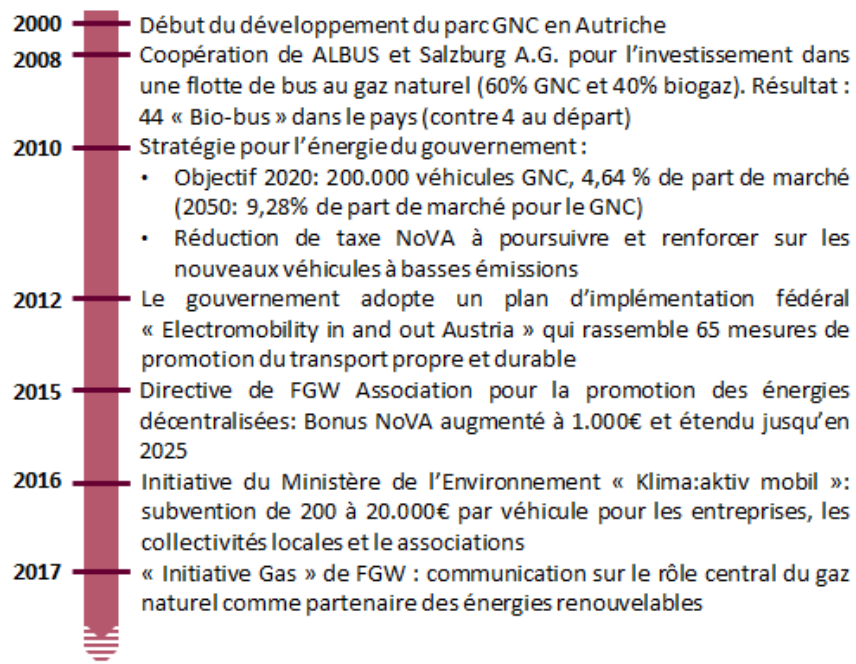 2000 Début du développement du parc GNC en Autriche
2008 Coopération de ALBUS et Salzburg A.G. pour l'investissement dans
une flotte de bus au gaz naturel (60% GNC et 40% biogaz). Résultat :
44 « Bio-bus » dans le pays (contre 4 au départ)
2010 Stratégie pour l'énergie du gouvernement :
• Objectif 2020: 200.000 véhicules GNC, 4,64 % de part de marché
(2050: 9,28% de part de marché pour le GNC)
• Réduction de taxe NoVA à poursuivre et renforcer sur les
nouveaux véhicules à basses émissions
2012 Le gouvernement adopte un plan d'implémentation fédéral
« Electromobility in and out Austria » qui rassemble 65 mesures de
promotion du transport propre et durable
2015 Directive de FGW Association pour la promotion des énergies
décentralisées: Bonus NoVA augmenté à 1.000€ et étendu jusqu'en
2025
2016 Initiative du Ministère de l'Environnement « Klima:aktiv mobil »:
subvention de 200 à 20.000€ par véhicule pour les entreprises, les
collectivités locales et le associations
2017 « Initiative Gas » de FGW : communication sur le rôle central du gaz
naturel comme partenaire des énergies renouvelables